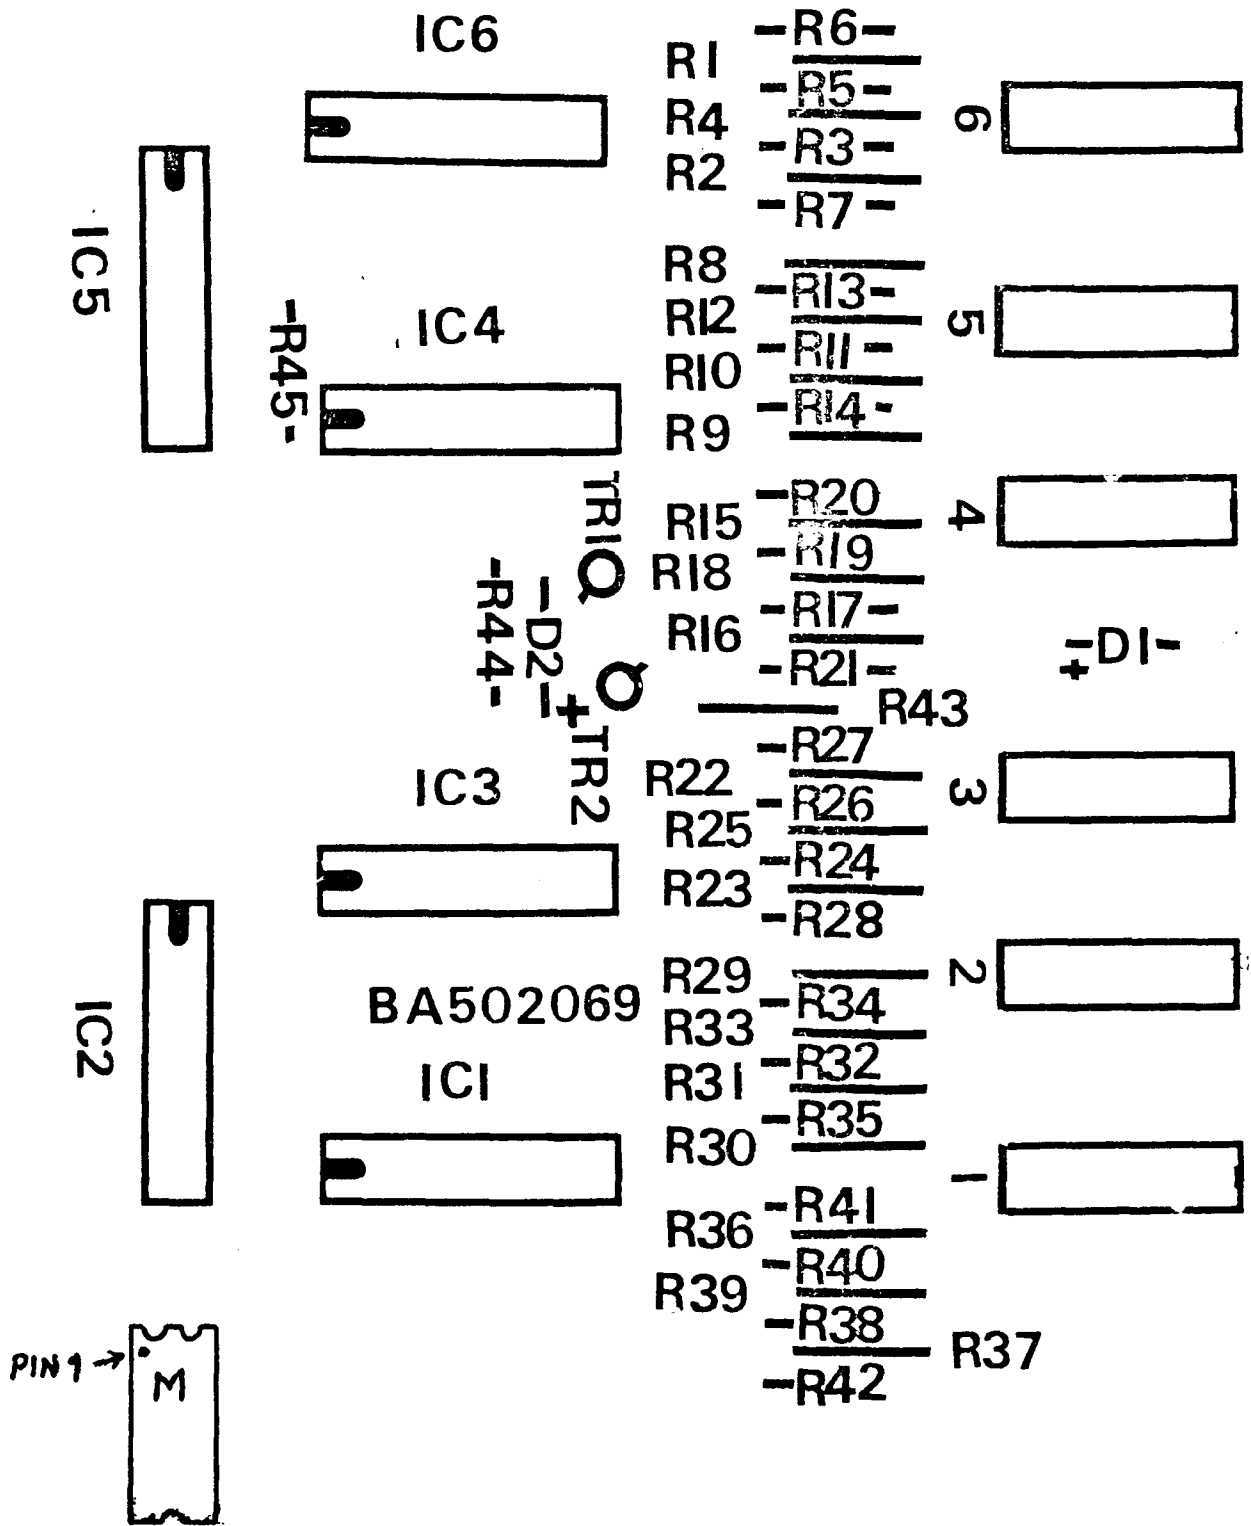 IC6
IC5
-R45-
IC4
TR1
-R44-
-D2-
+
TR2
IC3
IC2
BA502069
IC1
PIN 1 →
M
R1
R4
R2
R8
R12
R10
R9
R15
R18
R16
R22
R25
R23
R29
R33
R31
R30
R36
R39
-R6-
-R5-
-R3-
-R7-
-R13-
-R11-
-R14-
-R20
-R19
-R17-
-R21-
R43
-R27
-R26
-R24
-R28
-R34
-R32
-R35
-R41
-R40
-R38
R37
-R42
6
5
4
-D1-
+
3
2
1